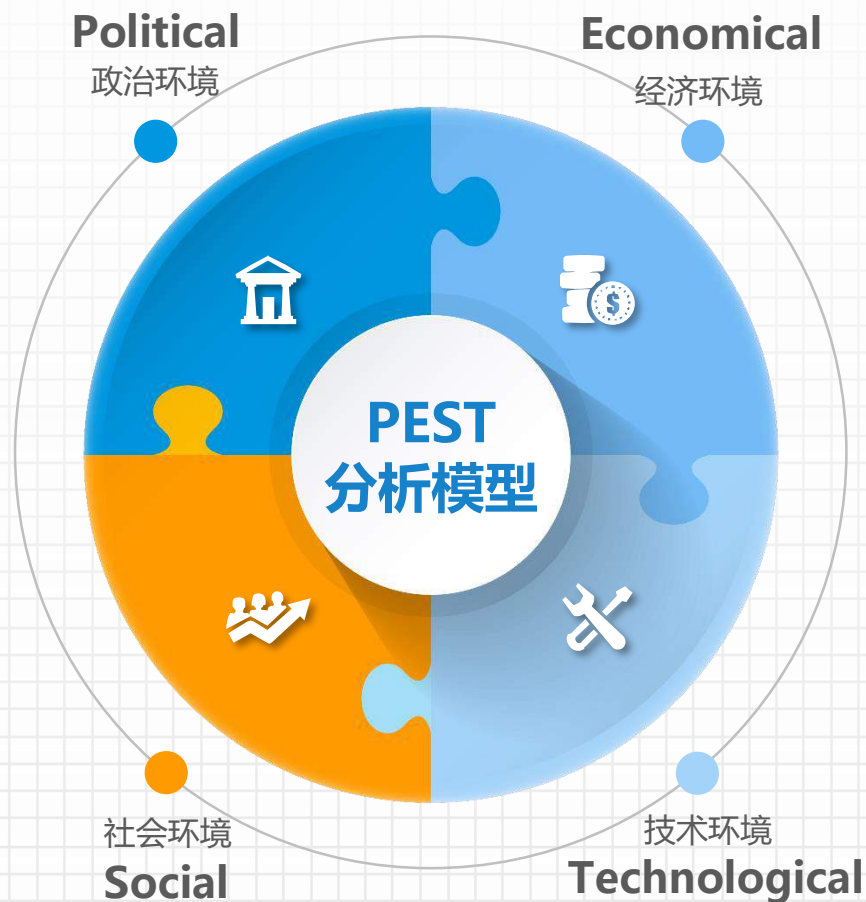 Political
政治环境
Economical
经济环境
PEST
分析模型
社会环境
Social
技术环境
Technological